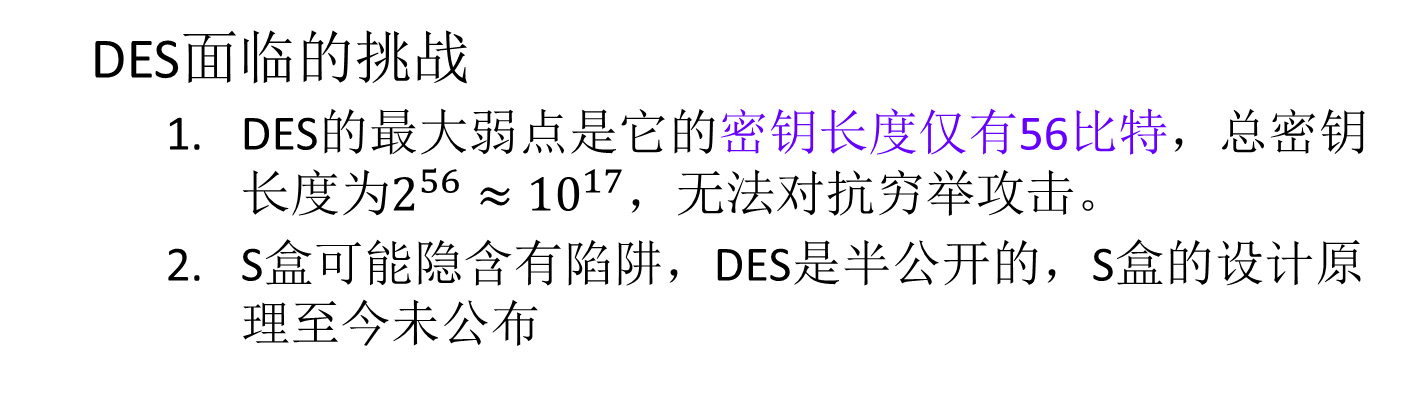 DES面临的挑战
1. DES的最大弱点是它的密钥长度仅有56比特，总密钥
长度为2⁵⁶ ≈ 10¹⁷，无法对抗穷举攻击。
2. S盒可能隐含有陷阱，DES是半公开的，S盒的设计原
理至今未公布